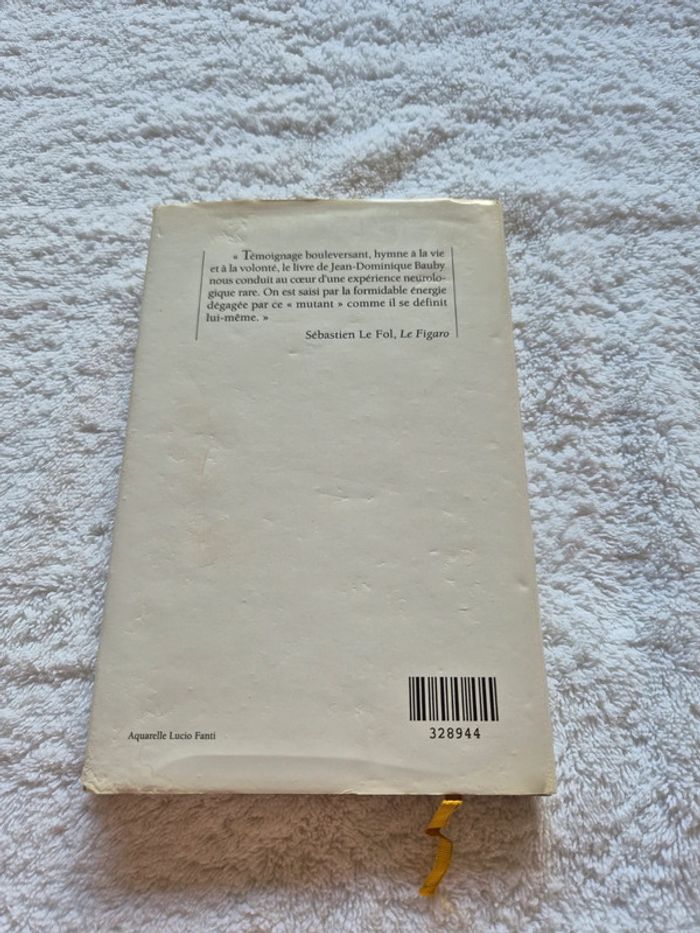 « Témoignage bouleversant, hymne à la vie
et à la volonté, le livre de Jean-Dominique Bauby
nous conduit au cœur d'une expérience neurolo-
gique rare. On est saisi par la formidable énergie
dégagée par ce « mutant » comme il se définit
lui-même. »
Sébastien Le Fol, Le Figaro
Aquarelle Lucio Fanti
328944